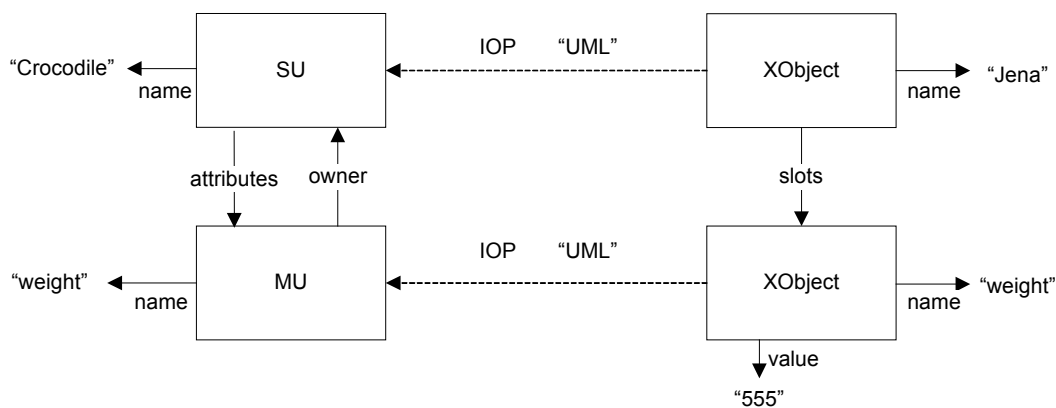 IOP “UML”
“Crocodile” SU XObject “Jena”
name name
attributes owner slots
IOP “UML”
“weight” MU XObject “weight”
name name
value
“555”